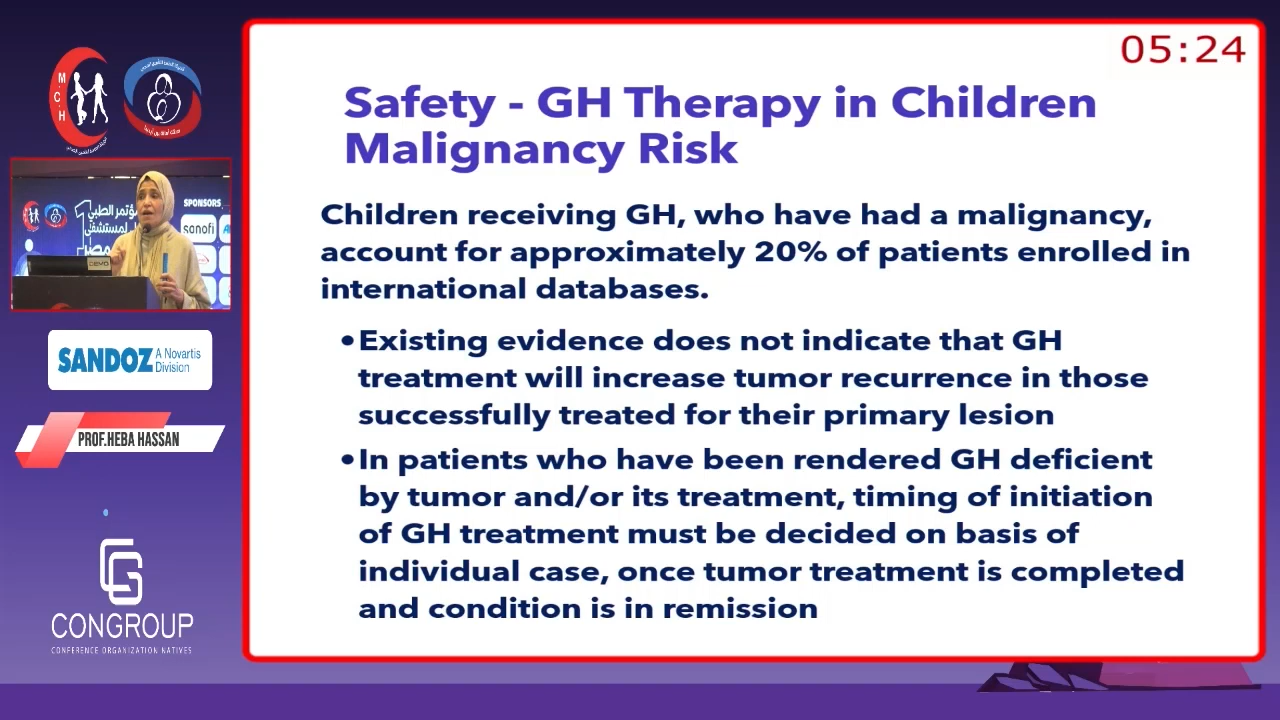 05:24
Safety - GH Therapy in Children
Malignancy Risk
Children receiving GH, who have had a malignancy,
account for approximately 20% of patients enrolled in
international databases.
•Existing evidence does not indicate that GH
treatment will increase tumor recurrence in those
successfully treated for their primary lesion
•In patients who have been rendered GH deficient
by tumor and/or its treatment, timing of initiation
of GH treatment must be decided on basis of
individual case, once tumor treatment is completed
and condition is in remission
M.C.H
SPONSORS
sanofi
SANDOZ A Novartis
Division
PROF.HEBA HASSAN
CONGROUP
CONFERENCE ORGANIZATION NATIVES